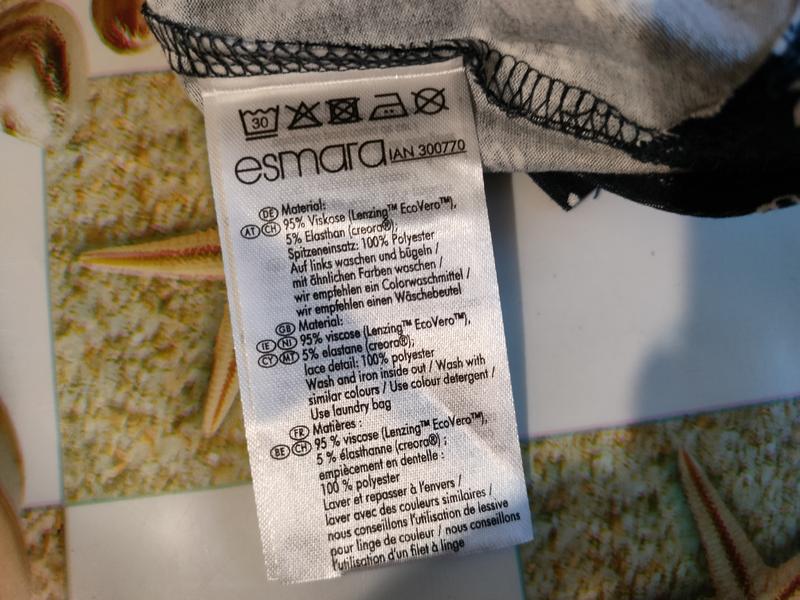 30
esmara IAN 300770
DE Material:
AT CH 95% Viskose (Lenzing™ EcoVero™),
5% Elasthan (creora®);
Spitzeneinsatz: 100% Polyester
Auf links waschen und bügeln /
mit ähnlichen Farben waschen /
wir empfehlen ein Colorwaschmittel /
wir empfehlen einen Wäschebeutel
GB Material:
IE NI 95% viscose (Lenzing™ EcoVero™),
CY MT 5% elastane (creora®);
lace detail: 100% polyester
Wash and iron inside out / Wash with
similar colours / Use colour detergent /
Use laundry bag
FR Matières :
BE CH 95 % viscose (Lenzing™ EcoVero™),
5 % élasthanne (creora®) ;
empiècement en dentelle :
100 % polyester
Laver et repasser à l'envers /
laver avec des couleurs similaires /
nous conseillons l'utilisation de lessive
pour linge de couleur / nous conseillons
l'utilisation d'un filet à linge